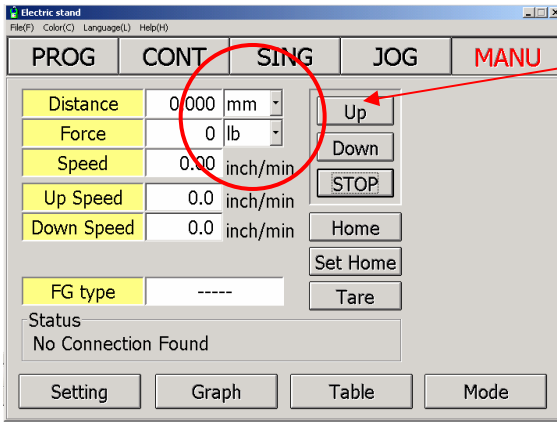 Electric stand
File(F) Color(C) Language(L) Help(H)
PROG CONT SING JOG MANU
Distance 0.000 mm Up
Force 0 lb Down
Speed 0.00 inch/min STOP
Up Speed 0.0 inch/min
Down Speed 0.0 inch/min Home
Set Home
FG type ----- Tare
Status
No Connection Found
Setting Graph Table Mode